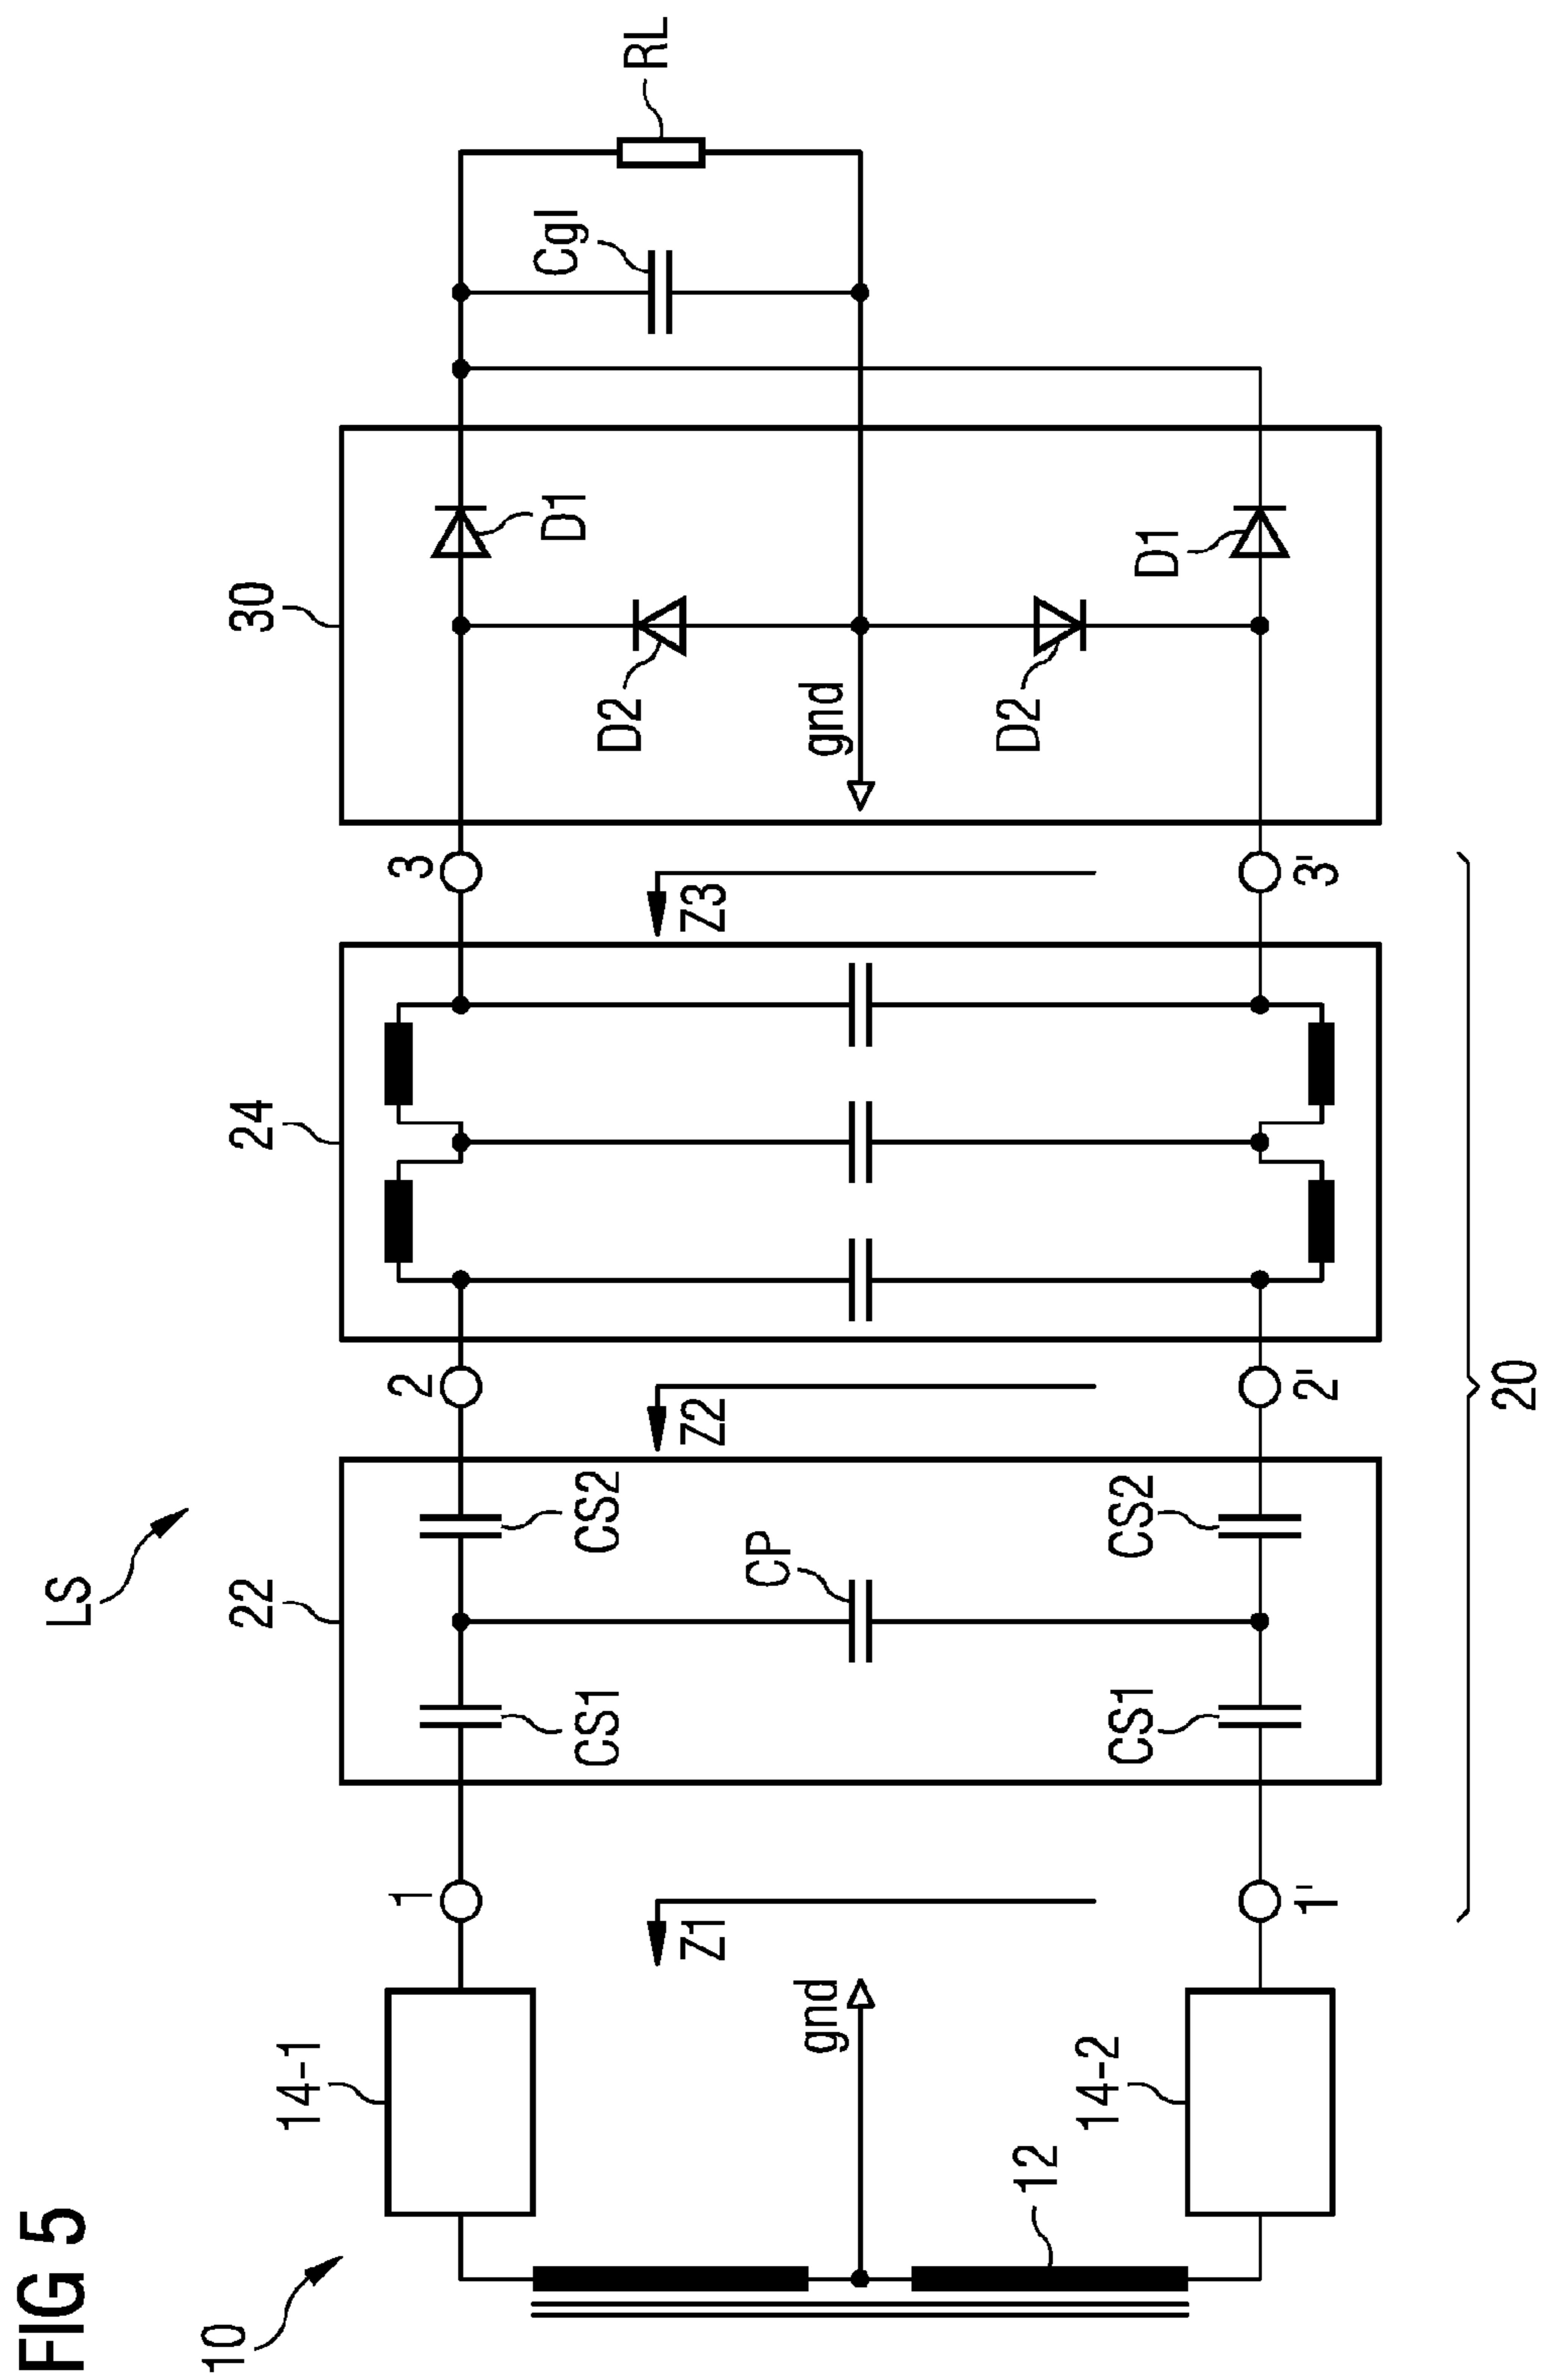 FIG 5
LS
10
14-1
22
24
30
1
2
3
CS1
CS2
D1
D2
Cgl
RL
Z1
Z2
Z3
gnd
CP
gnd
12
14-2
CS1
CS2
D2
D1
1'
2'
3'
20